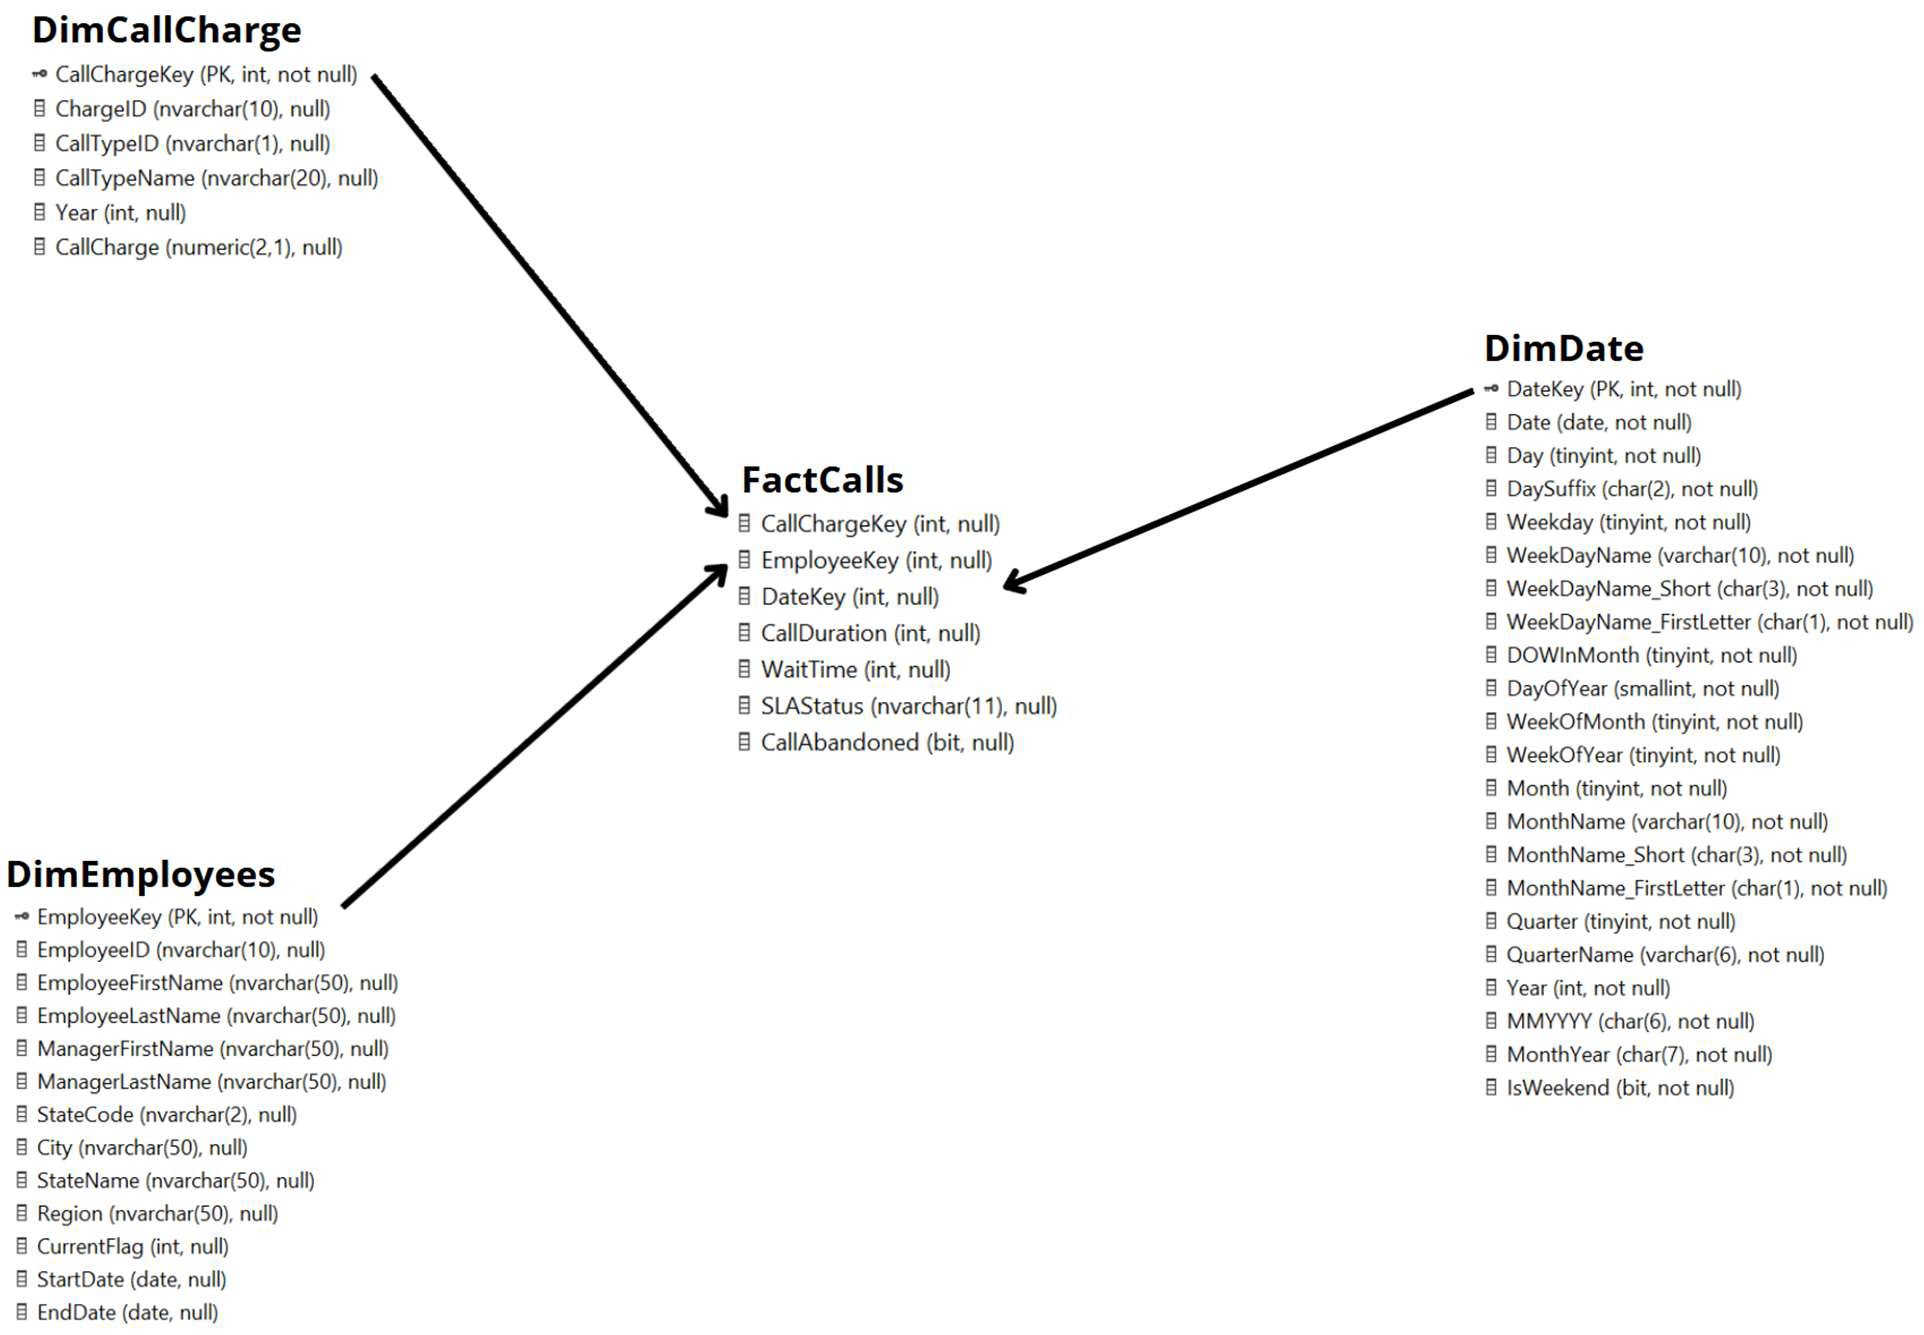 DimCallCharge
CallChargeKey (PK, int, not null)
ChargeID (nvarchar(10), null)
CallTypeID (nvarchar(1), null)
CallTypeName (nvarchar(20), null)
Year (int, null)
CallCharge (numeric(2,1), null)
FactCalls
CallChargeKey (int, null)
EmployeeKey (int, null)
DateKey (int, null)
CallDuration (int, null)
WaitTime (int, null)
SLAStatus (nvarchar(11), null)
CallAbandoned (bit, null)
DimDate
DateKey (PK, int, not null)
Date (date, not null)
Day (tinyint, not null)
DaySuffix (char(2), not null)
Weekday (tinyint, not null)
WeekDayName (varchar(10), not null)
WeekDayName_Short (char(3), not null)
WeekDayName_FirstLetter (char(1), not null)
DOWInMonth (tinyint, not null)
DayOfYear (smallint, not null)
WeekOfMonth (tinyint, not null)
WeekOfYear (tinyint, not null)
Month (tinyint, not null)
MonthName (varchar(10), not null)
MonthName_Short (char(3), not null)
MonthName_FirstLetter (char(1), not null)
Quarter (tinyint, not null)
QuarterName (varchar(6), not null)
Year (int, not null)
MMYYYY (char(6), not null)
MonthYear (char(7), not null)
IsWeekend (bit, not null)
DimEmployees
EmployeeKey (PK, int, not null)
EmployeeID (nvarchar(10), null)
EmployeeFirstName (nvarchar(50), null)
EmployeeLastName (nvarchar(50), null)
ManagerFirstName (nvarchar(50), null)
ManagerLastName (nvarchar(50), null)
StateCode (nvarchar(2), null)
City (nvarchar(50), null)
StateName (nvarchar(50), null)
Region (nvarchar(50), null)
CurrentFlag (int, null)
StartDate (date, null)
EndDate (date, null)